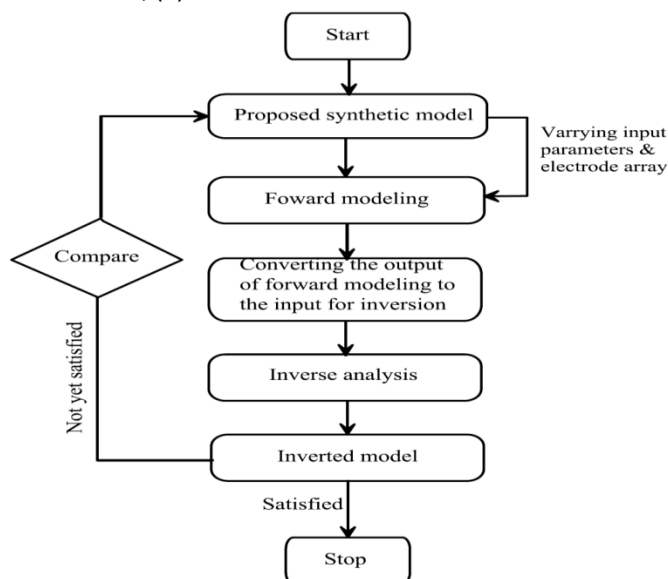 Start
Proposed synthetic model
Varrying input
parameters &
electrode array
Foward modeling
Compare
Converting the output
of forward modeling to
the input for inversion
Not yet satisfied
Inverse analysis
Inverted model
Satisfied
Stop